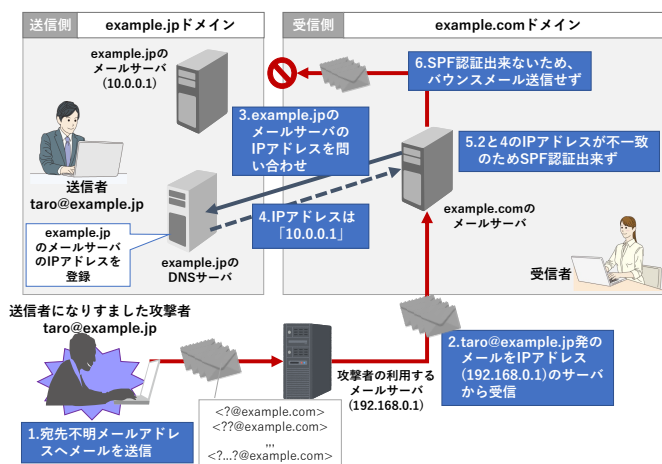 送信側
example.jpドメイン
受信側
example.comドメイン
example.jpの
メールサーバ
(10.0.0.1)
6.SPF認証出来ないため、
バウンスメール送信せず
3.example.jpの
メールサーバの
IPアドレスを問
い合わせ
5.2と4のIPアドレスが不一致
のためSPF認証出来ず
送信者
taro@example.jp
4.IPアドレスは
「10.0.0.1」
example.comの
メールサーバ
example.jp
のメールサーバ
のIPアドレスを
登録
example.jpの
DNSサーバ
受信者
送信者になりすました攻撃者
taro@example.jp
2.taro@example.jp発の
メールをIPアドレス
(192.168.0.1)のサーバ
から受信
攻撃者の利用する
メールサーバ
(192.168.0.1)
1.宛先不明メールアドレ
スへメールを送信
<?@example.com>
<??@example.com>
,,,
<?...?@example.com>